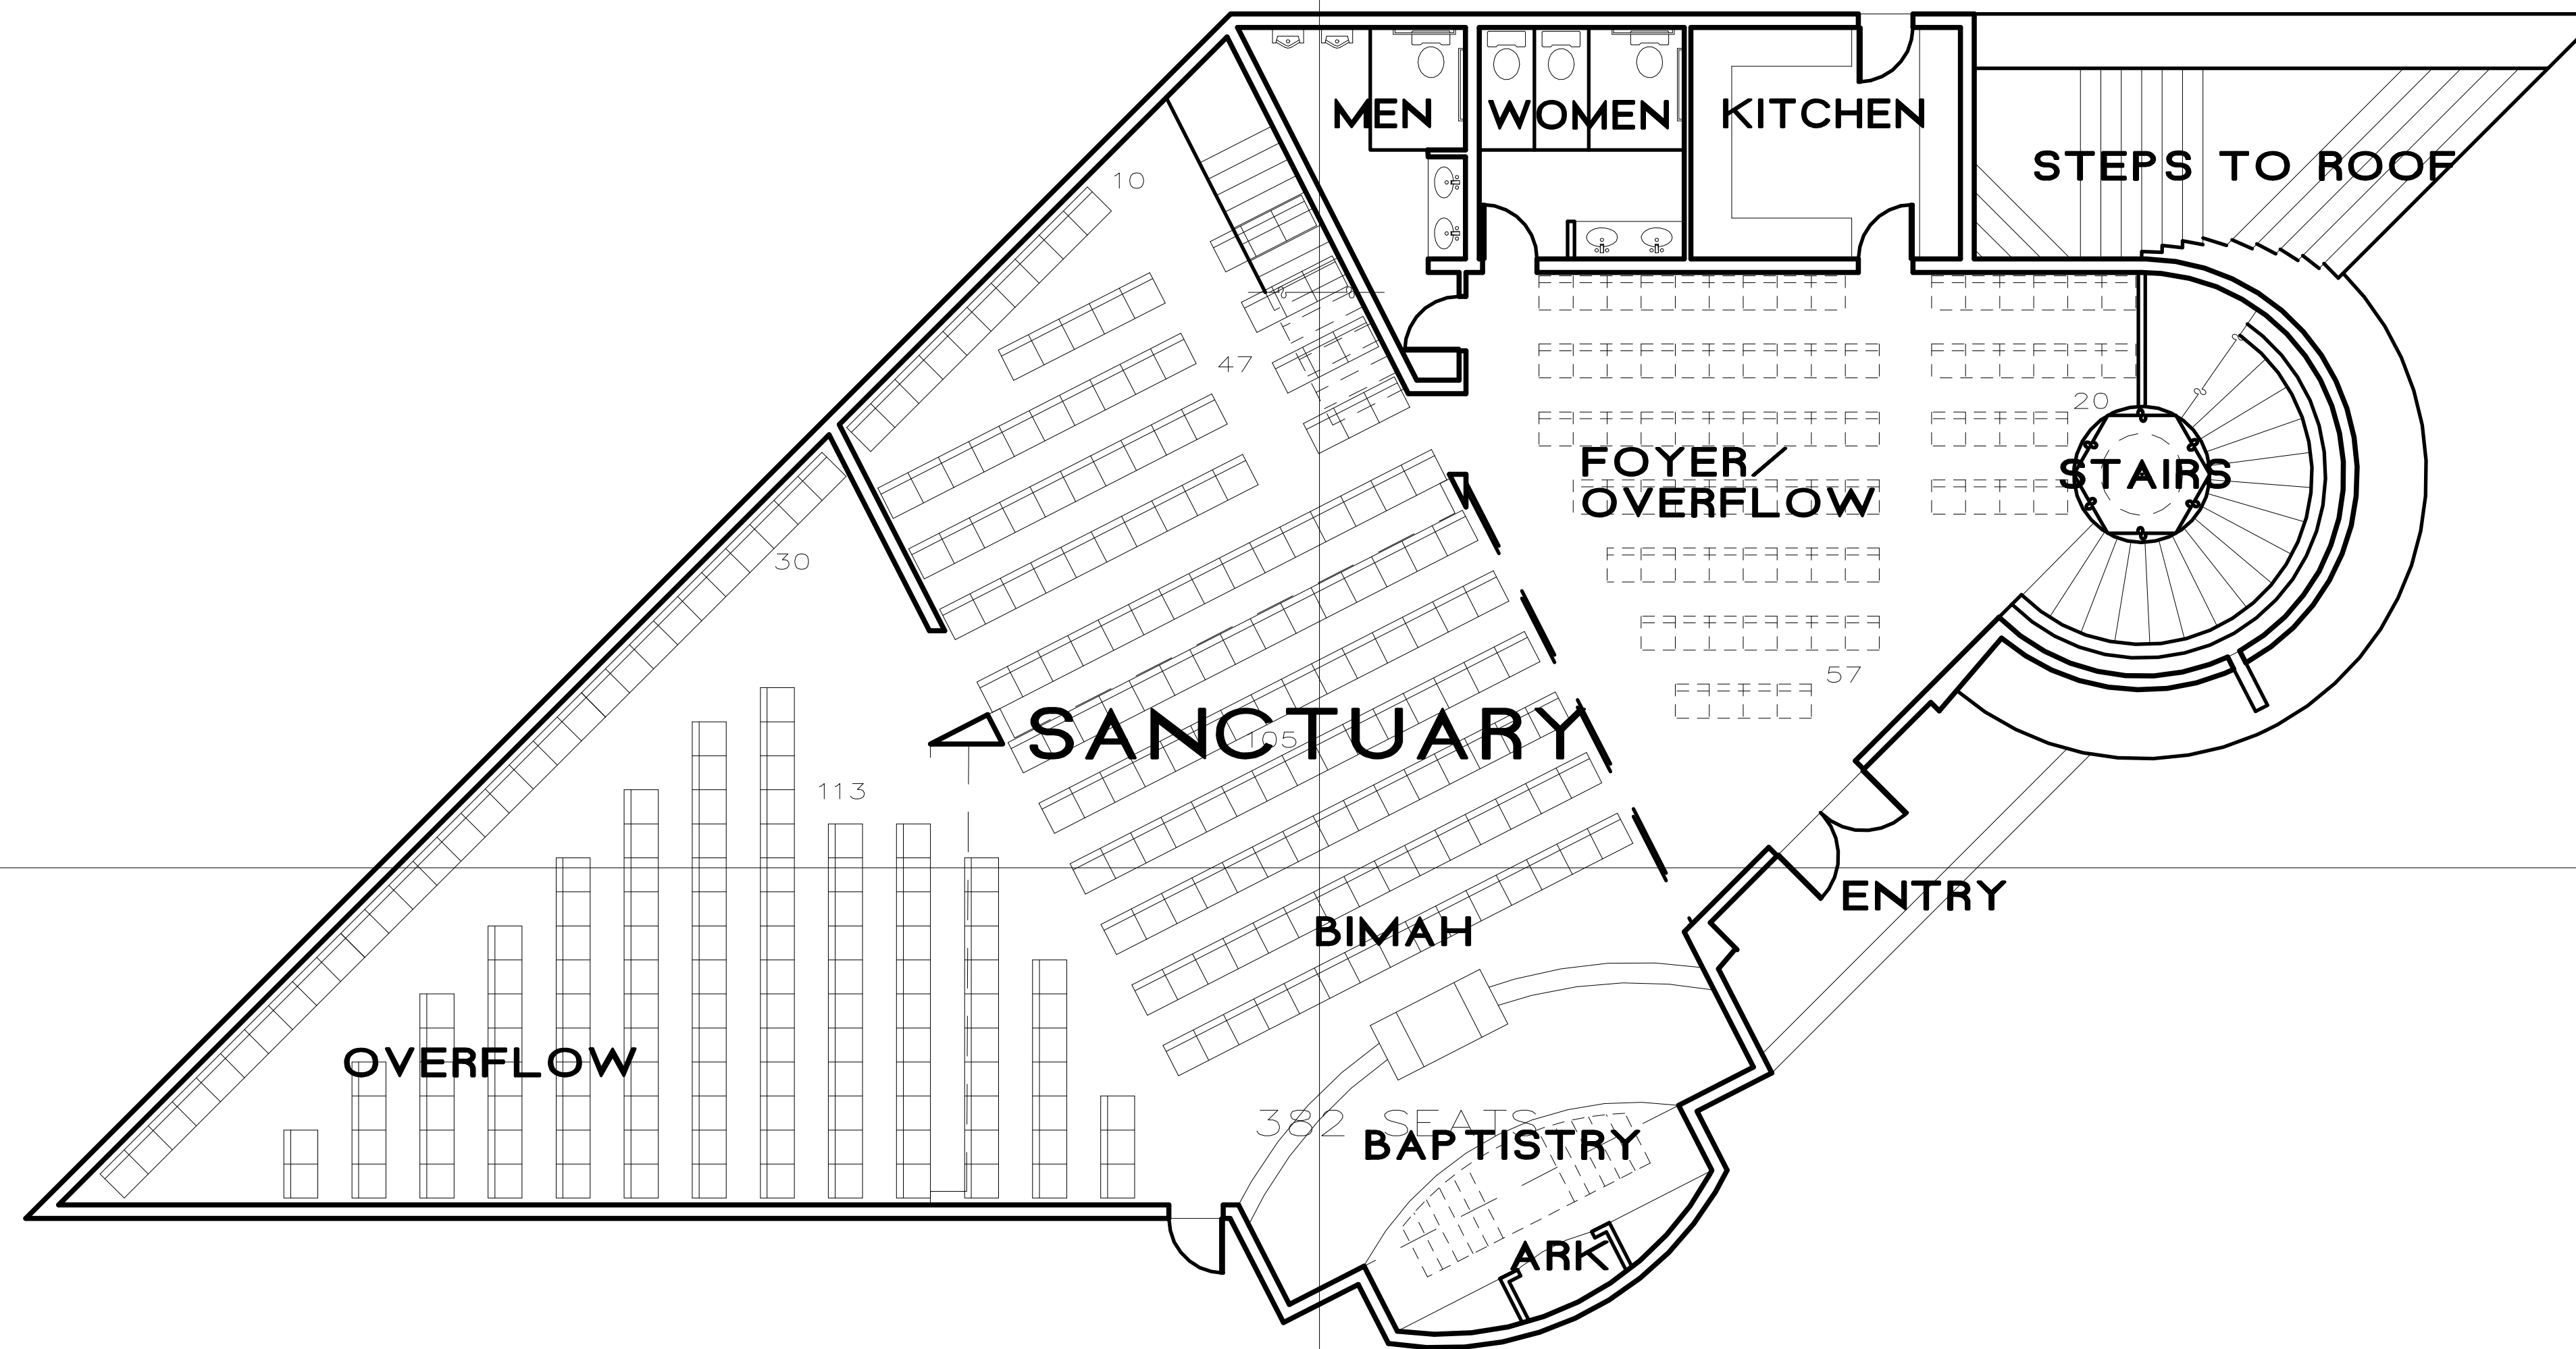 MEN
WOMEN
KITCHEN
STEPS TO ROOF
10
47
20
FOYER/
OVERFLOW
STAIRS
30
57
SANCTUARY
105
113
ENTRY
BIMAH
OVERFLOW
382 SEATS
BAPTISTRY
ARK